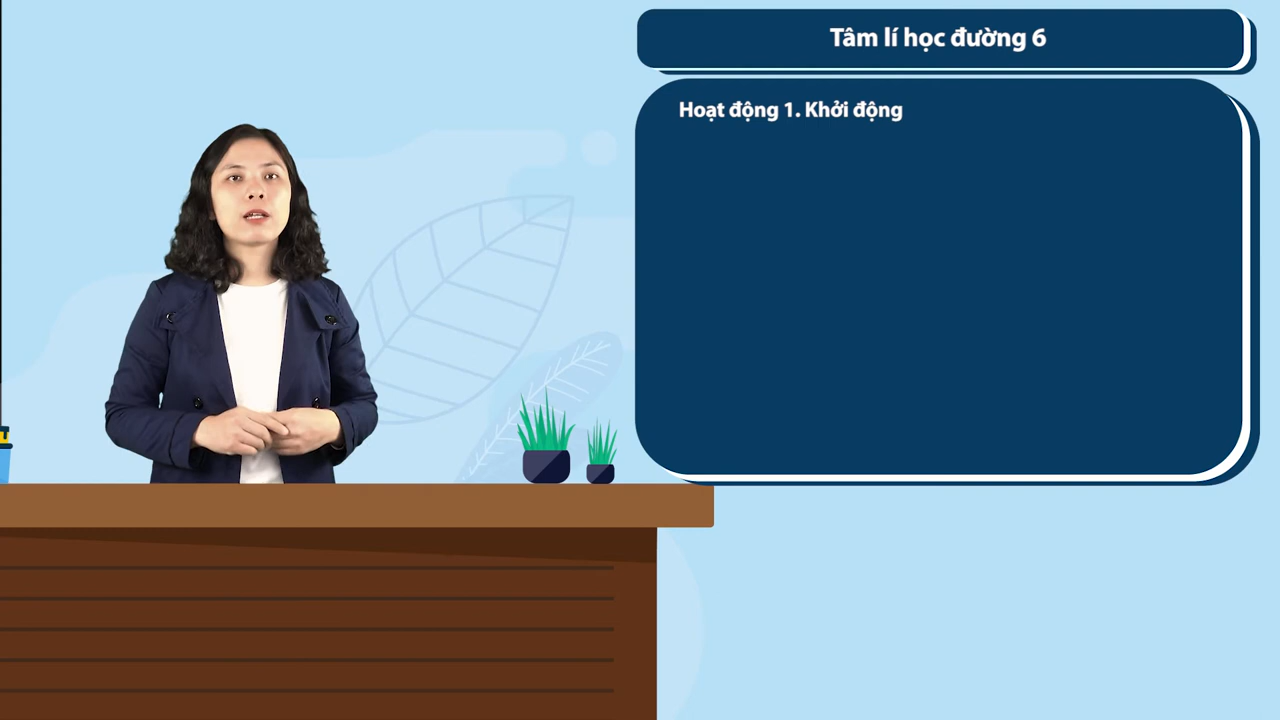 Tâm lí học đường 6
Hoạt động 1. Khởi động